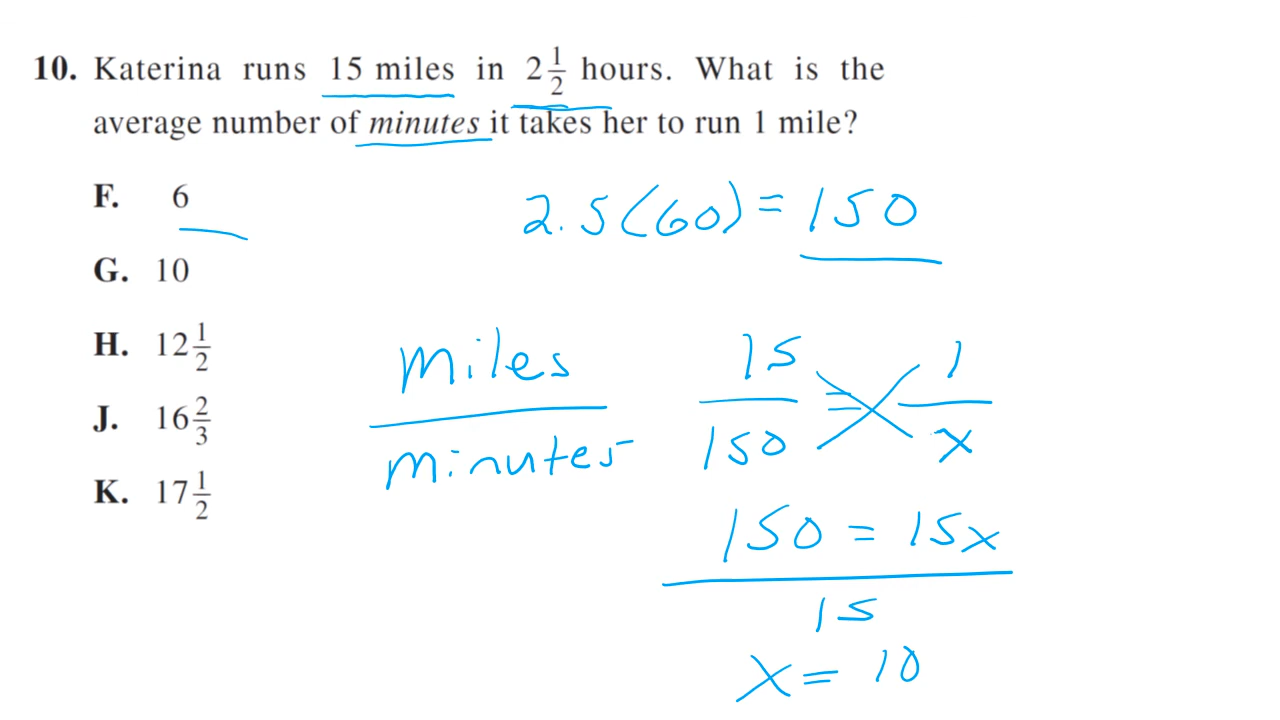 10. Katerina runs 15 miles in 2 1/2 hours. What is the
average number of minutes it takes her to run 1 mile?
F. 6
G. 10
H. 12 1/2
J. 16 2/3
K. 17 1/2
2.5(60) = 150
miles/minutes 15/150 = 1/x
150 = 15x
15
x = 10